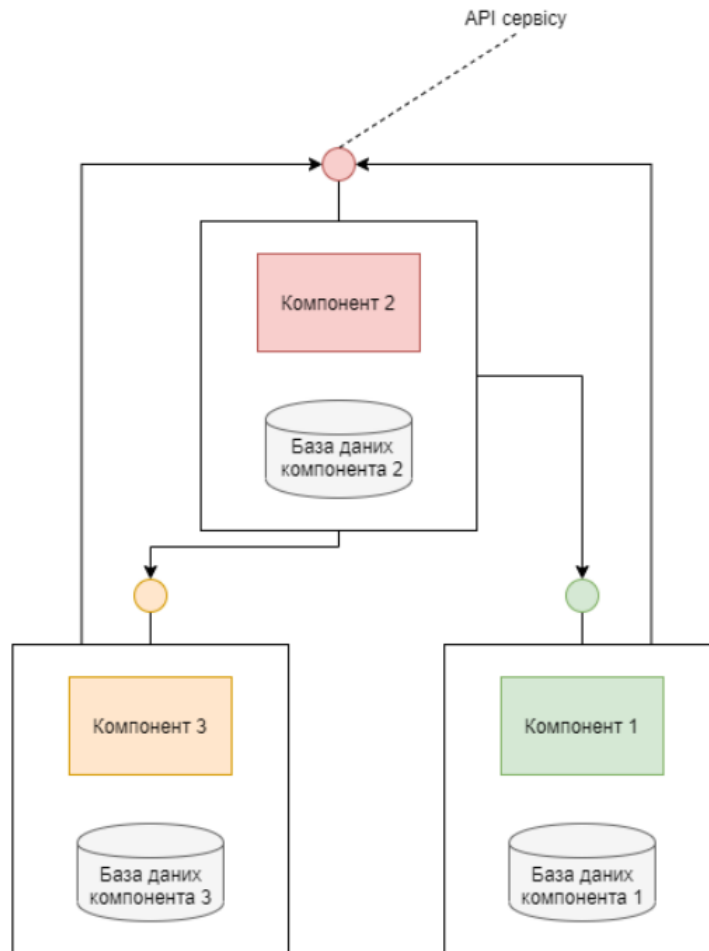 API сервісу
Компонент 2
База даних
компонента 2
Компонент 3
Компонент 1
База даних
компонента 3
База даних
компонента 1